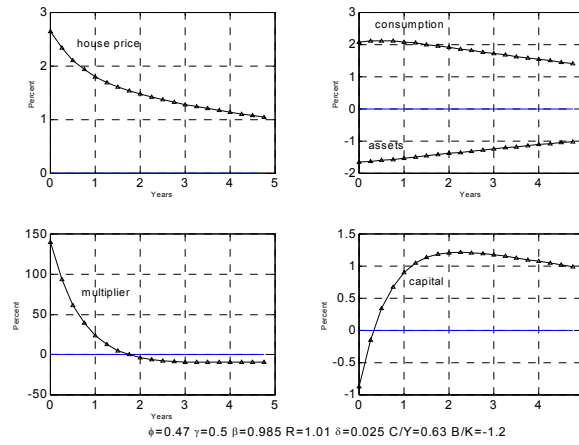 3
2
1
0
house price
Percent
0 1 2 3 4 5
Years
3
2
1
0
-1
-2
consumption
assets
Percent
0 1 2 3 4
Years
150
100
50
0
-50
multiplier
Percent
0 1 2 3 4 5
Years
1.5
1
0.5
0
-0.5
-1
capital
Percent
0 1 2 3 4
Years
ϕ=0.47 γ=0.5 β=0.985 R=1.01 δ=0.025 C/Y=0.63 B/K=-1.2